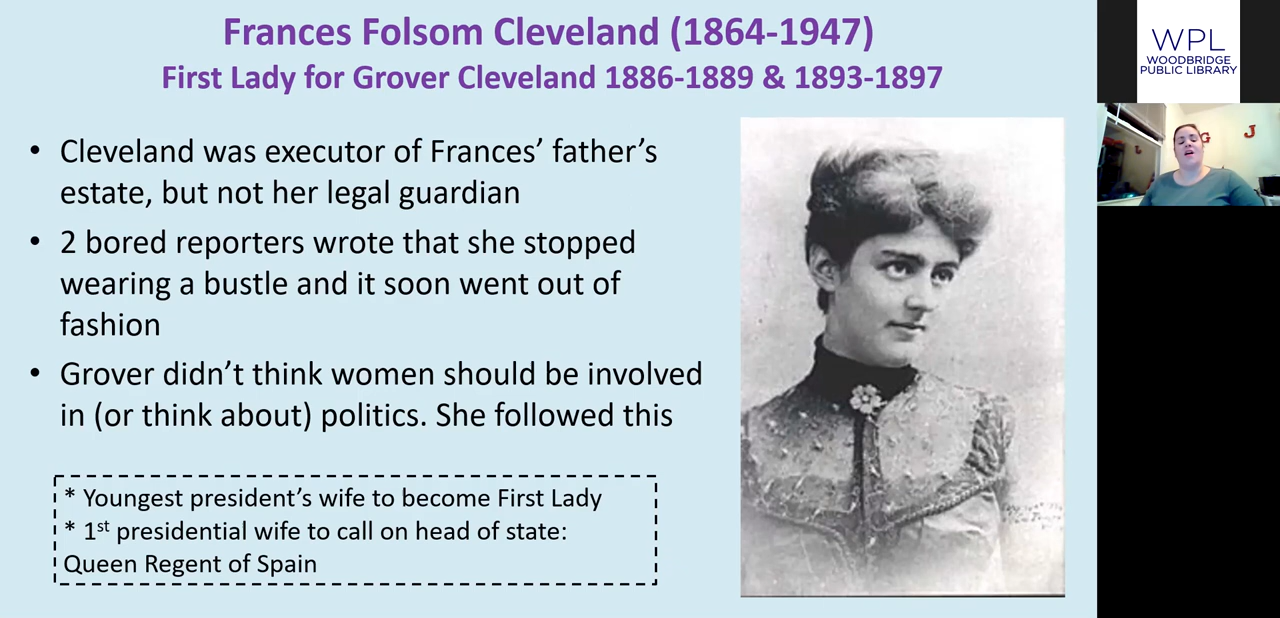 Frances Folsom Cleveland (1864-1947)
First Lady for Grover Cleveland 1886-1889 & 1893-1897
• Cleveland was executor of Frances’ father’s
estate, but not her legal guardian
• 2 bored reporters wrote that she stopped
wearing a bustle and it soon went out of
fashion
• Grover didn’t think women should be involved
in (or think about) politics. She followed this
* Youngest president’s wife to become First Lady
* 1st presidential wife to call on head of state:
Queen Regent of Spain
WPL
WOODBRIDGE
PUBLIC LIBRARY
G J